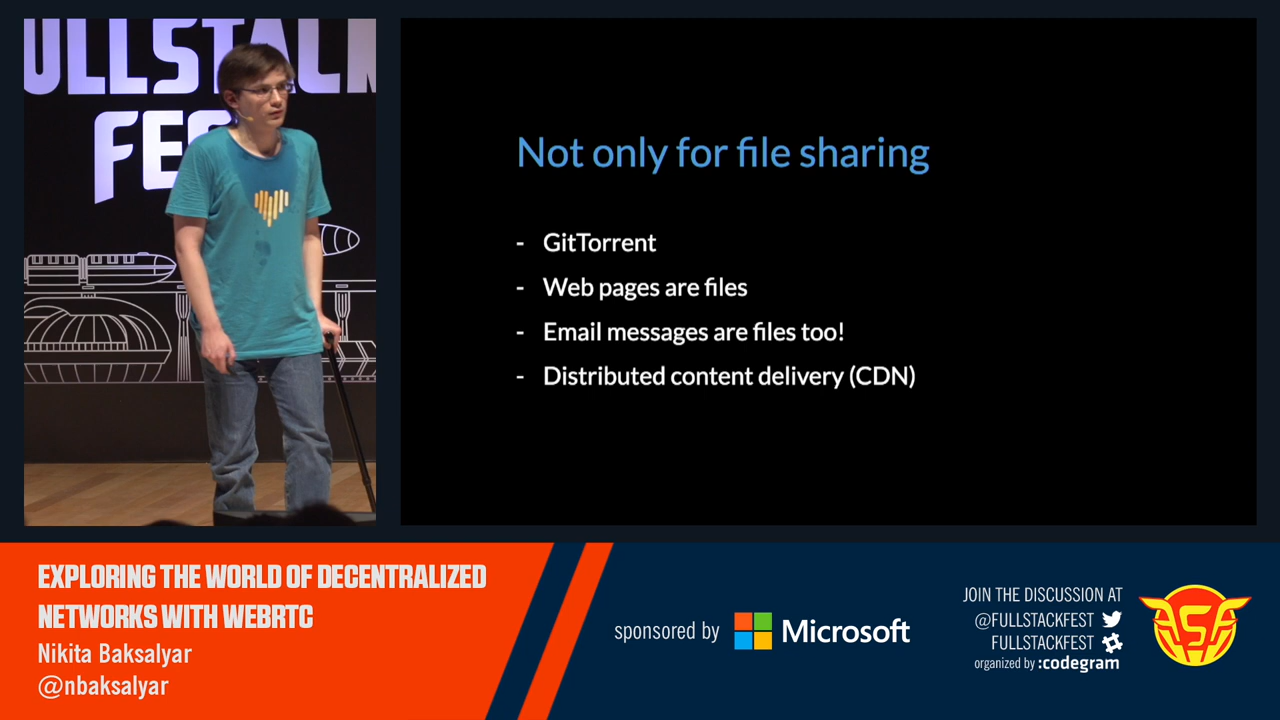 ULLSTACK
FE
Not only for file sharing
- GitTorrent
- Web pages are files
- Email messages are files too!
- Distributed content delivery (CDN)
EXPLORING THE WORLD OF DECENTRALIZED
NETWORKS WITH WEBRTC
Nikita Baksalyar
@nbaksalyar
sponsored by Microsoft
JOIN THE DISCUSSION AT
@FULLSTACKFEST
FULLSTACKFEST
organized by :codegram
FSF